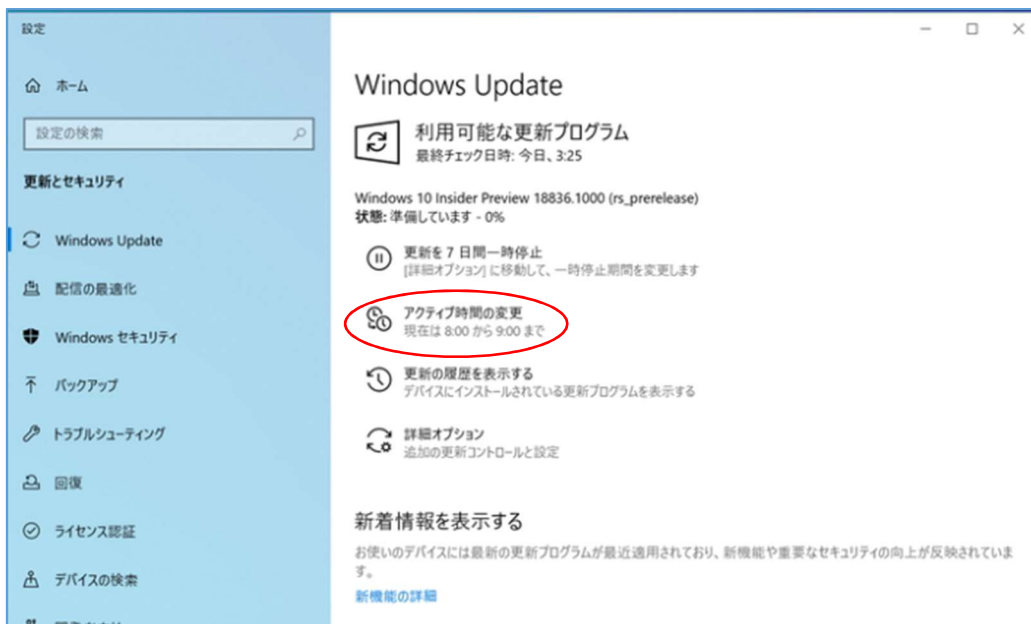 設定
ホーム
設定の検索
更新とセキュリティ
Windows Update
配信の最適化
Windows セキュリティ
バックアップ
トラブルシューティング
回復
ライセンス認証
デバイスの検索
Windows Update
利用可能な更新プログラム
最終チェック日時: 今日、3:25
Windows 10 Insider Preview 18836.1000 (rs_prerelease)
状態: 準備しています - 0%
更新を 7 日間一時停止
[詳細オプション] に移動して、一時停止期間を変更します
アクティブ時間の変更
現在は 8:00 から 9:00 まで
更新の履歴を表示する
デバイスにインストールされている更新プログラムを表示する
詳細オプション
追加の更新コントロールと設定
新着情報を表示する
お使いのデバイスには最新の更新プログラムが最近適用されており、新機能や重要なセキュリティの向上が反映されていま
す。
新機能の詳細